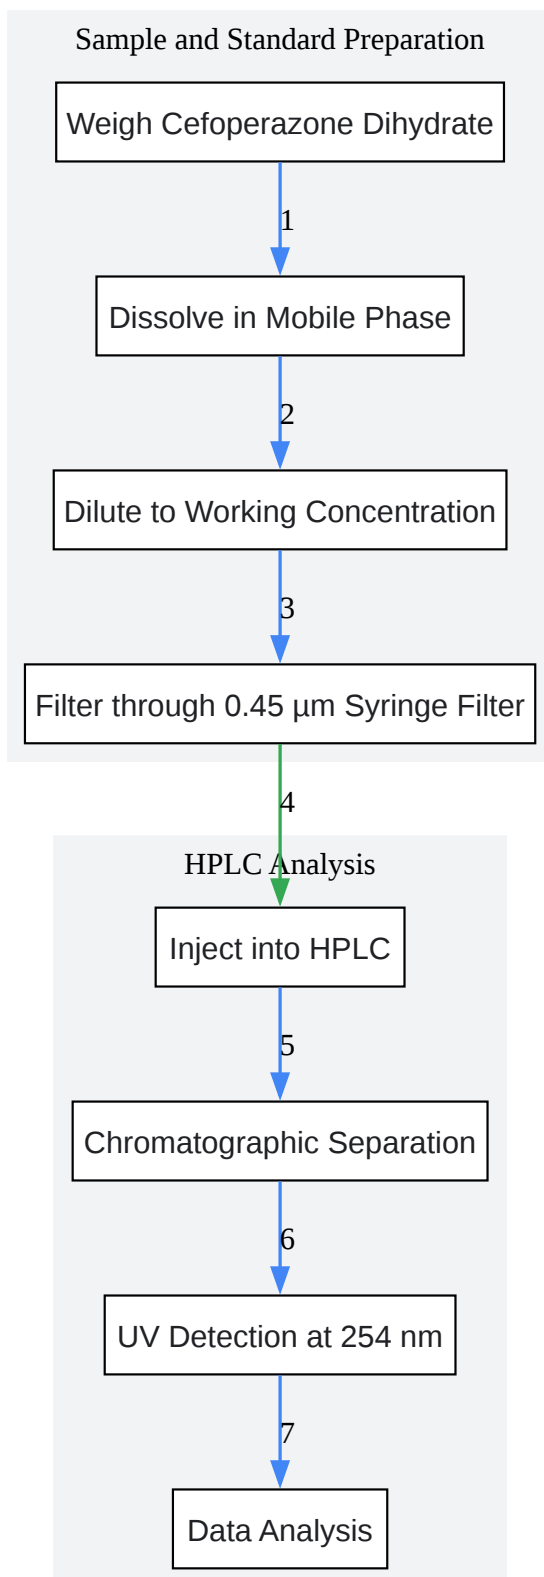 Sample and Standard Preparation
Weigh Cefoperazone Dihydrate
1
Dissolve in Mobile Phase
2
Dilute to Working Concentration
3
Filter through 0.45 µm Syringe Filter
4
HPLC Analysis
Inject into HPLC
5
Chromatographic Separation
6
UV Detection at 254 nm
7
Data Analysis